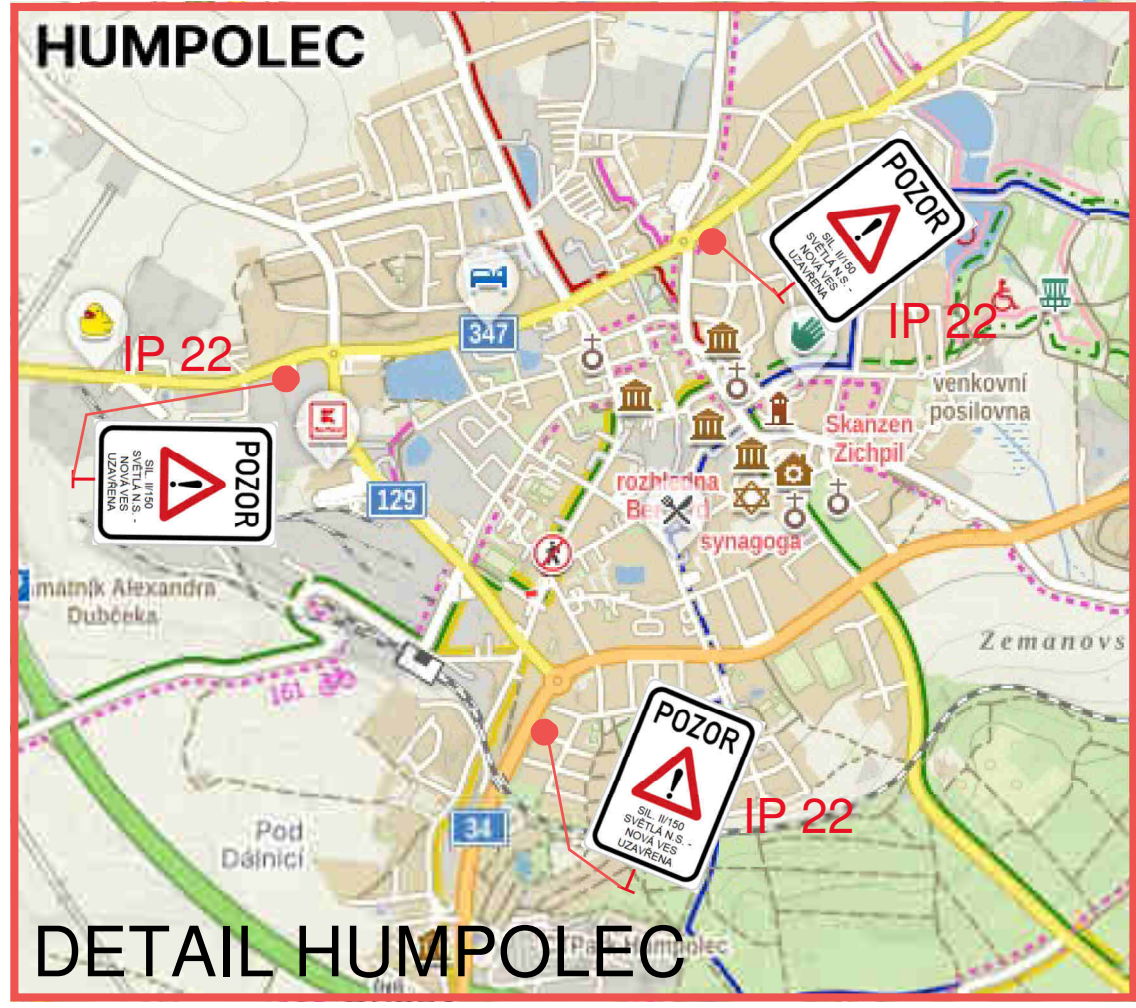 HUMPOLEC
POZOR
SIL. II/150
SVĚTLÁ N.S. -
NOVÁ VES
UZAVŘENA
IP 22
347
IP 22
venkovní
posilovna
POZOR
SIL. II/150
SVĚTLÁ N.S. -
NOVÁ VES
UZAVŘENA
Skanzen
Zichpil
rozhledna
129
synagoga
Alexandra
Dubčeka
Zemanovs
161
POZOR
SIL. II/150
SVĚTLÁ N.S. -
NOVÁ VES
UZAVŘENA
IP 22
34
Pod
Dálnicí
DETAIL HUMPOLEC